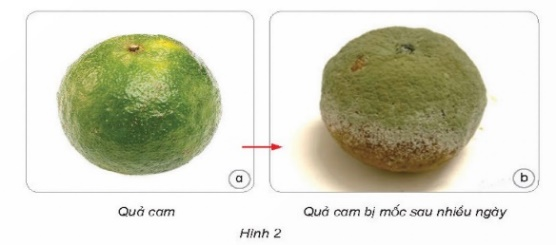 a
b
Quả cam
Quả cam bị mốc sau nhiều ngày
Hình 2